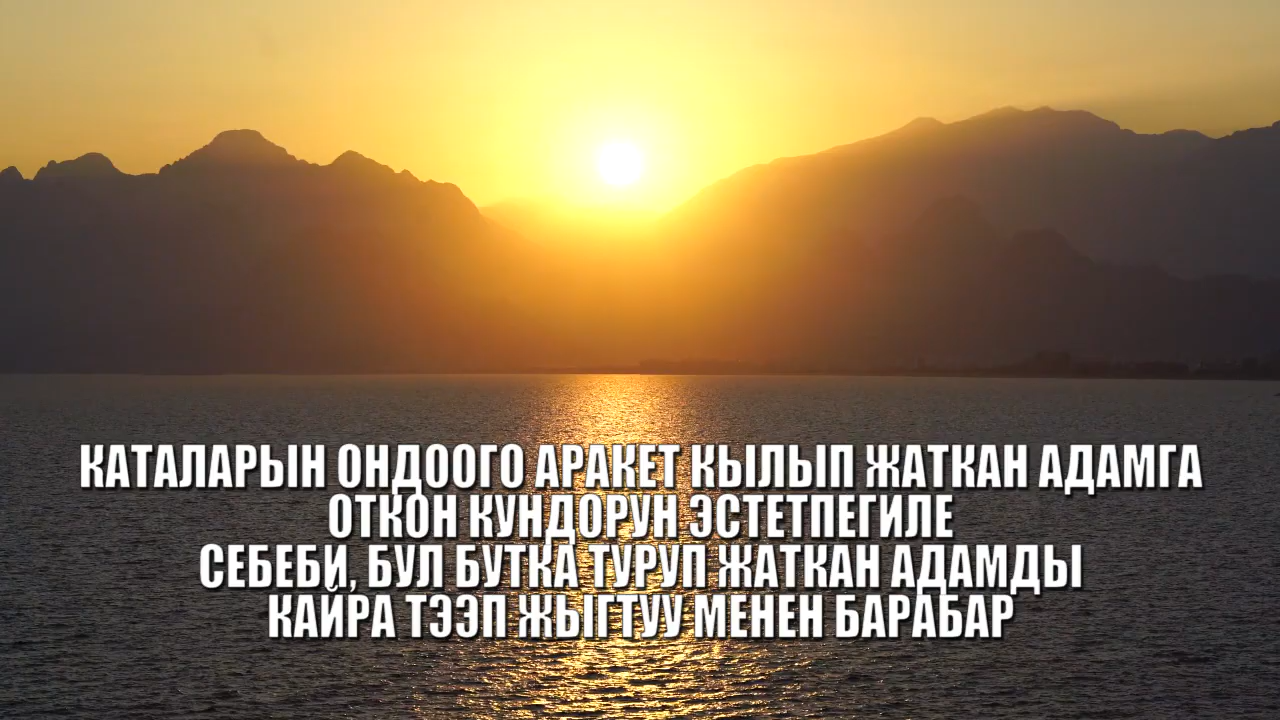 КАТАЛАРЫН ОНДООГО АРАКЕТ КЫЛЫП ЖАТКАН АДАМГА
ОТКОН КУНДОРУН ЭСТЕТПЕГИЛЕ
СЕБЕБИ, БУЛ БУТКА ТУРУП ЖАТКАН АДАМДЫ
КАЙРА ТЭЭП ЖЫГТУУ МЕНЕН БАРАБАР